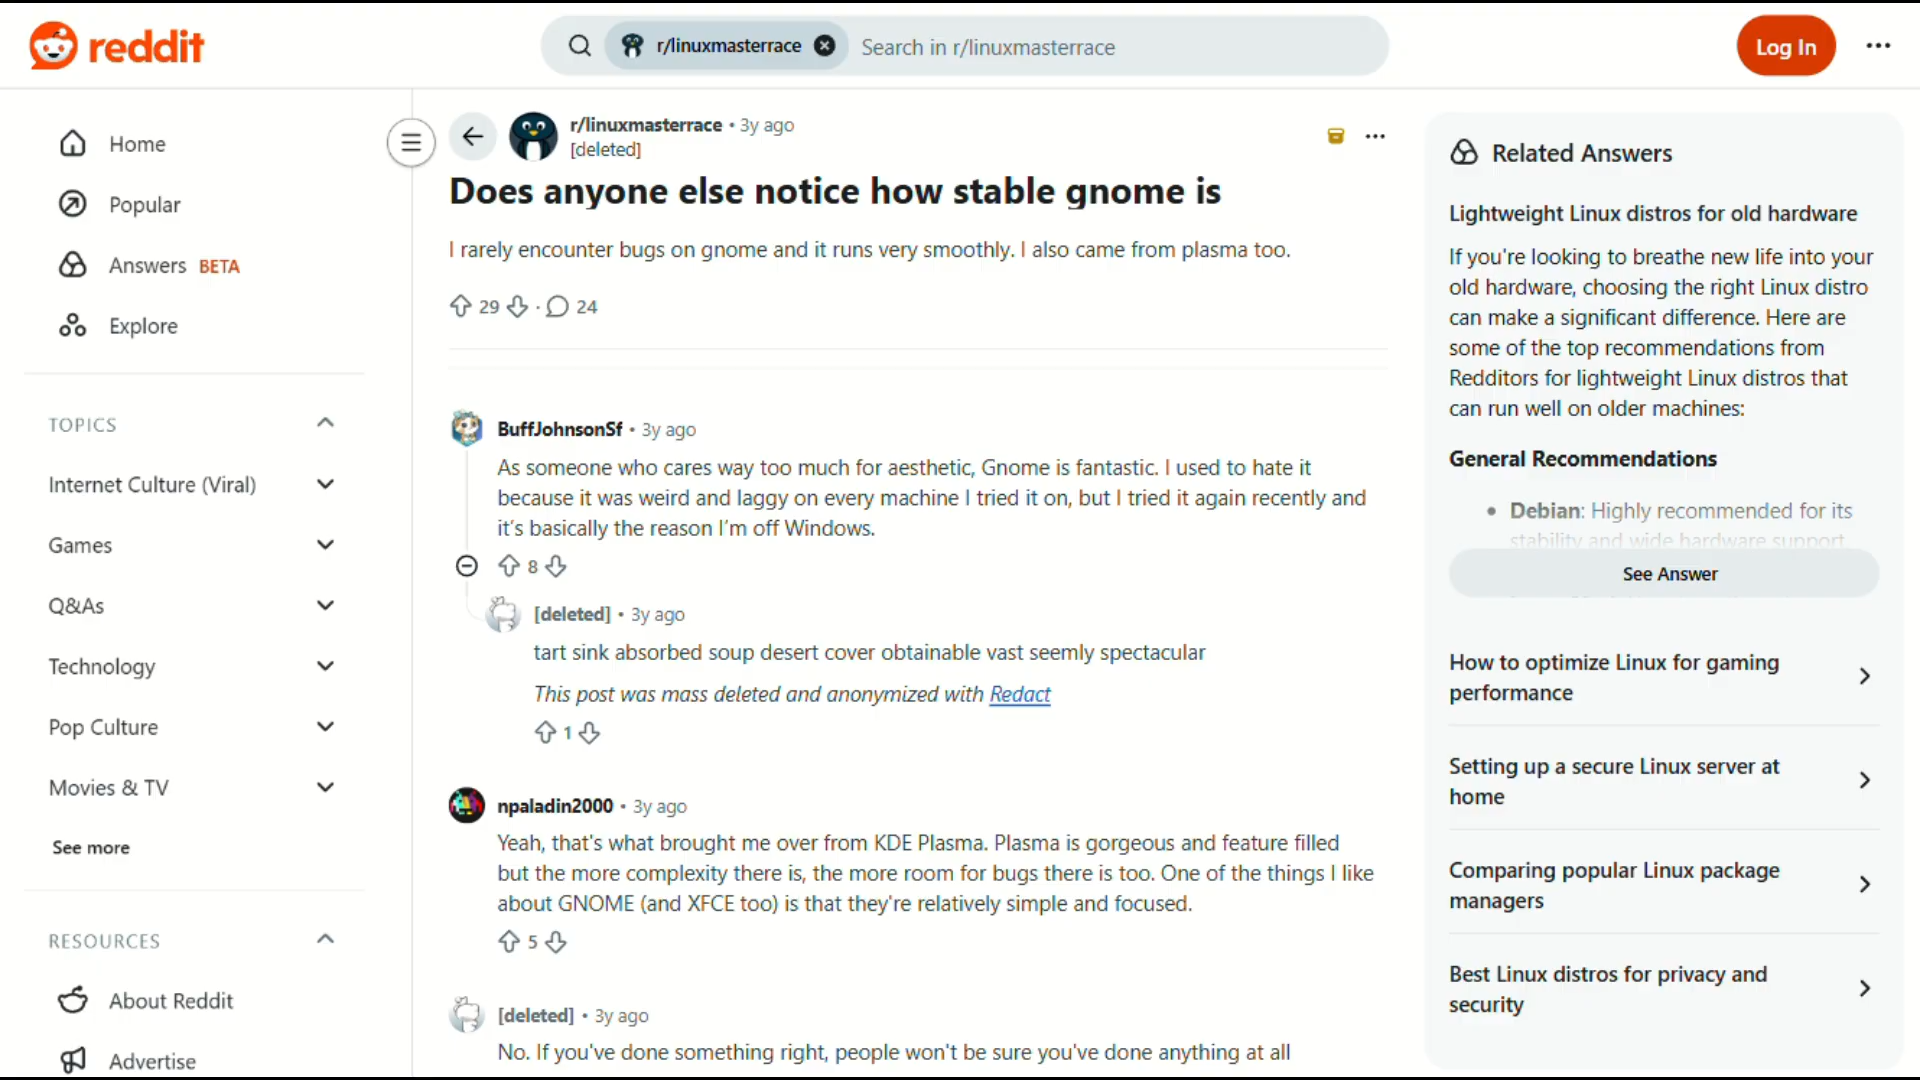 reddit
r/linuxmasterrace
Search in r/linuxmasterrace
Log In
Home
Popular
Answers BETA
Explore
TOPICS
Internet Culture (Viral)
Games
Q&As
Technology
Pop Culture
Movies & TV
See more
RESOURCES
About Reddit
Advertise
r/linuxmasterrace • 3y ago
[deleted]
Does anyone else notice how stable gnome is
I rarely encounter bugs on gnome and it runs very smoothly. I also came from plasma too.
29 · 24
BuffJohnsonSf • 3y ago
As someone who cares way too much for aesthetic, Gnome is fantastic. I used to hate it
because it was weird and laggy on every machine I tried it on, but I tried it again recently and
it’s basically the reason I’m off Windows.
8
[deleted] • 3y ago
tart sink absorbed soup desert cover obtainable vast seemly spectacular
This post was mass deleted and anonymized with Redact
1
npaladin2000 • 3y ago
Yeah, that's what brought me over from KDE Plasma. Plasma is gorgeous and feature filled
but the more complexity there is, the more room for bugs there is too. One of the things I like
about GNOME (and XFCE too) is that they're relatively simple and focused.
5
[deleted] • 3y ago
No. If you've done something right, people won't be sure you've done anything at all
Related Answers
Lightweight Linux distros for old hardware
If you're looking to breathe new life into your
old hardware, choosing the right Linux distro
can make a significant difference. Here are
some of the top recommendations from
Redditors for lightweight Linux distros that
can run well on older machines:
General Recommendations
• Debian: Highly recommended for its
stability and wide hardware support
See Answer
How to optimize Linux for gaming
performance
Setting up a secure Linux server at
home
Comparing popular Linux package
managers
Best Linux distros for privacy and
security